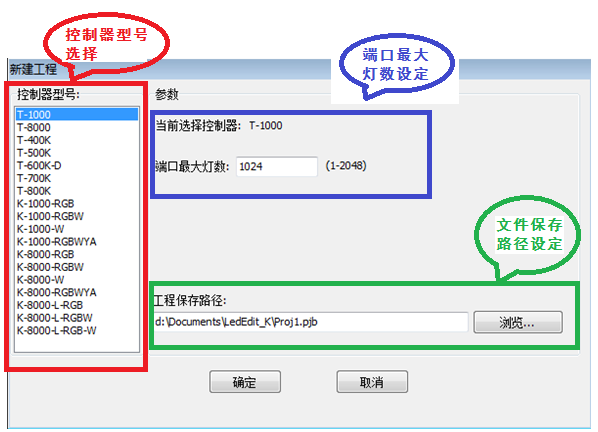 控制器型号
选择
端口最大
灯数设定
新建工程
控制器型号:
T-1000
T-8000
T-400K
T-500K
T-600K-D
T-700K
T-800K
K-1000-RGB
K-1000-RGBW
K-1000-W
K-1000-RGBWYA
K-8000-RGB
K-8000-RGBW
K-8000-W
K-8000-RGBWYA
K-8000-L-RGB
K-8000-L-RGBW
K-8000-L-RGB-W
参数
当前选择控制器: T-1000
端口最大灯数: 1024 (1-2048)
文件保存
路径设定
工程保存路径:
d:\Documents\LedEdit_K\Proj1.pjb 浏览...
确定 取消